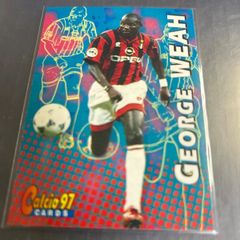 GEORGE WEAH
OPEL
Calcio 97
CARDS